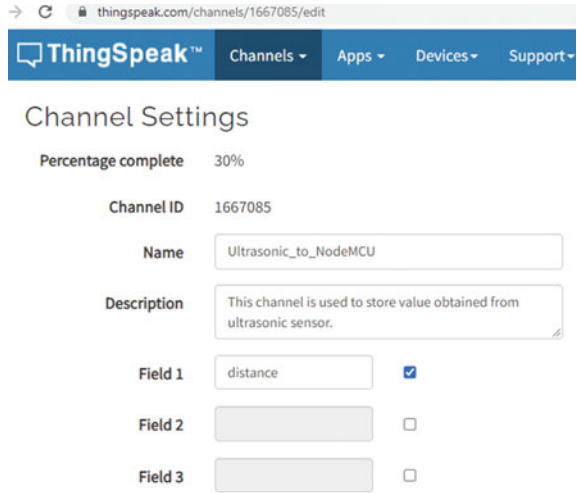 thingspeak.com/channels/1667085/edit
ThingSpeak™ Channels Apps Devices Support
Channel Settings
Percentage complete 30%
Channel ID 1667085
Name Ultrasonic_to_NodeMCU
Description This channel is used to store value obtained from
ultrasonic sensor.
Field 1 distance
Field 2
Field 3